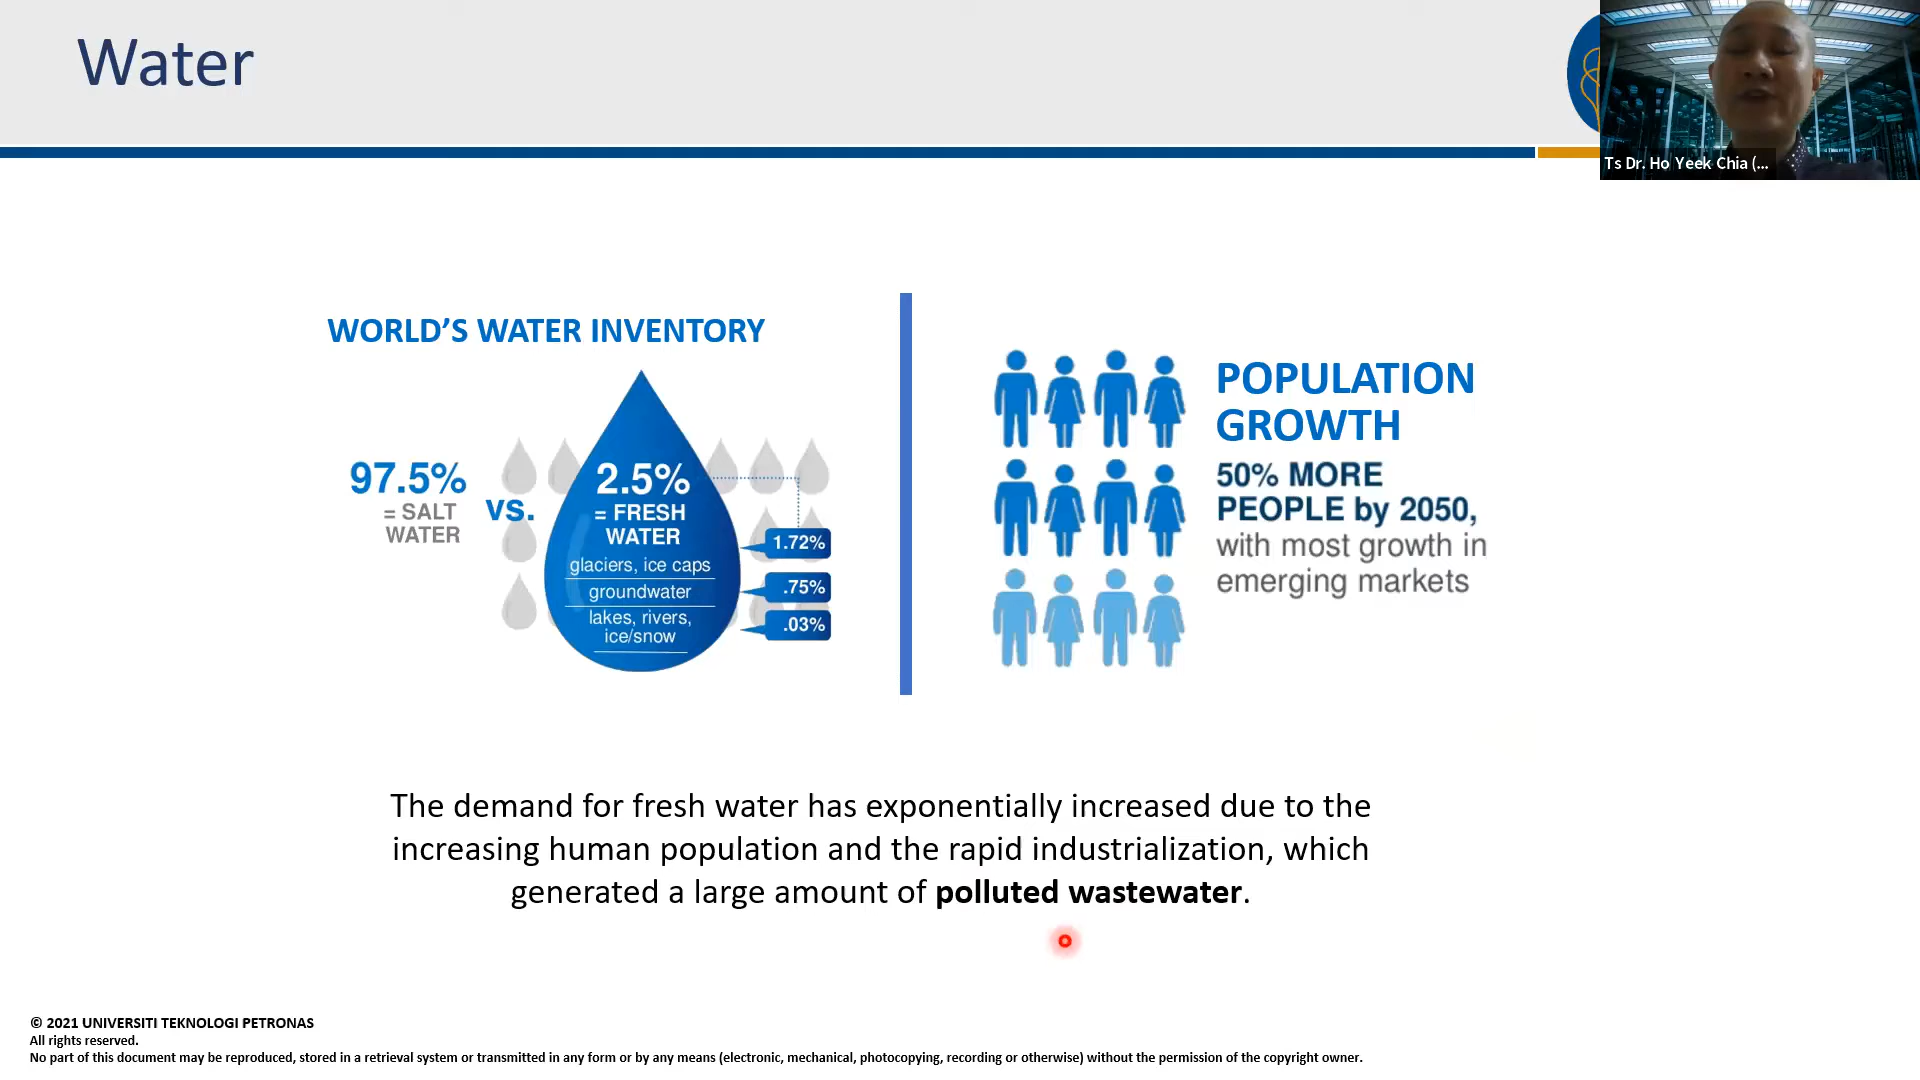 Water
Ts Dr. Ho Yeek Chia (...
WORLD'S WATER INVENTORY
97.5%
= SALT
WATER
vs.
2.5%
= FRESH
WATER
glaciers, ice caps
groundwater
lakes, rivers,
ice/snow
1.72%
.75%
.03%
POPULATION
GROWTH
50% MORE
PEOPLE by 2050,
with most growth in
emerging markets
The demand for fresh water has exponentially increased due to the
increasing human population and the rapid industrialization, which
generated a large amount of polluted wastewater.
© 2021 UNIVERSITI TEKNOLOGI PETRONAS
All rights reserved.
No part of this document may be reproduced, stored in a retrieval system or transmitted in any form or by any means (electronic, mechanical, photocopying, recording or otherwise) without the permission of the copyright owner.